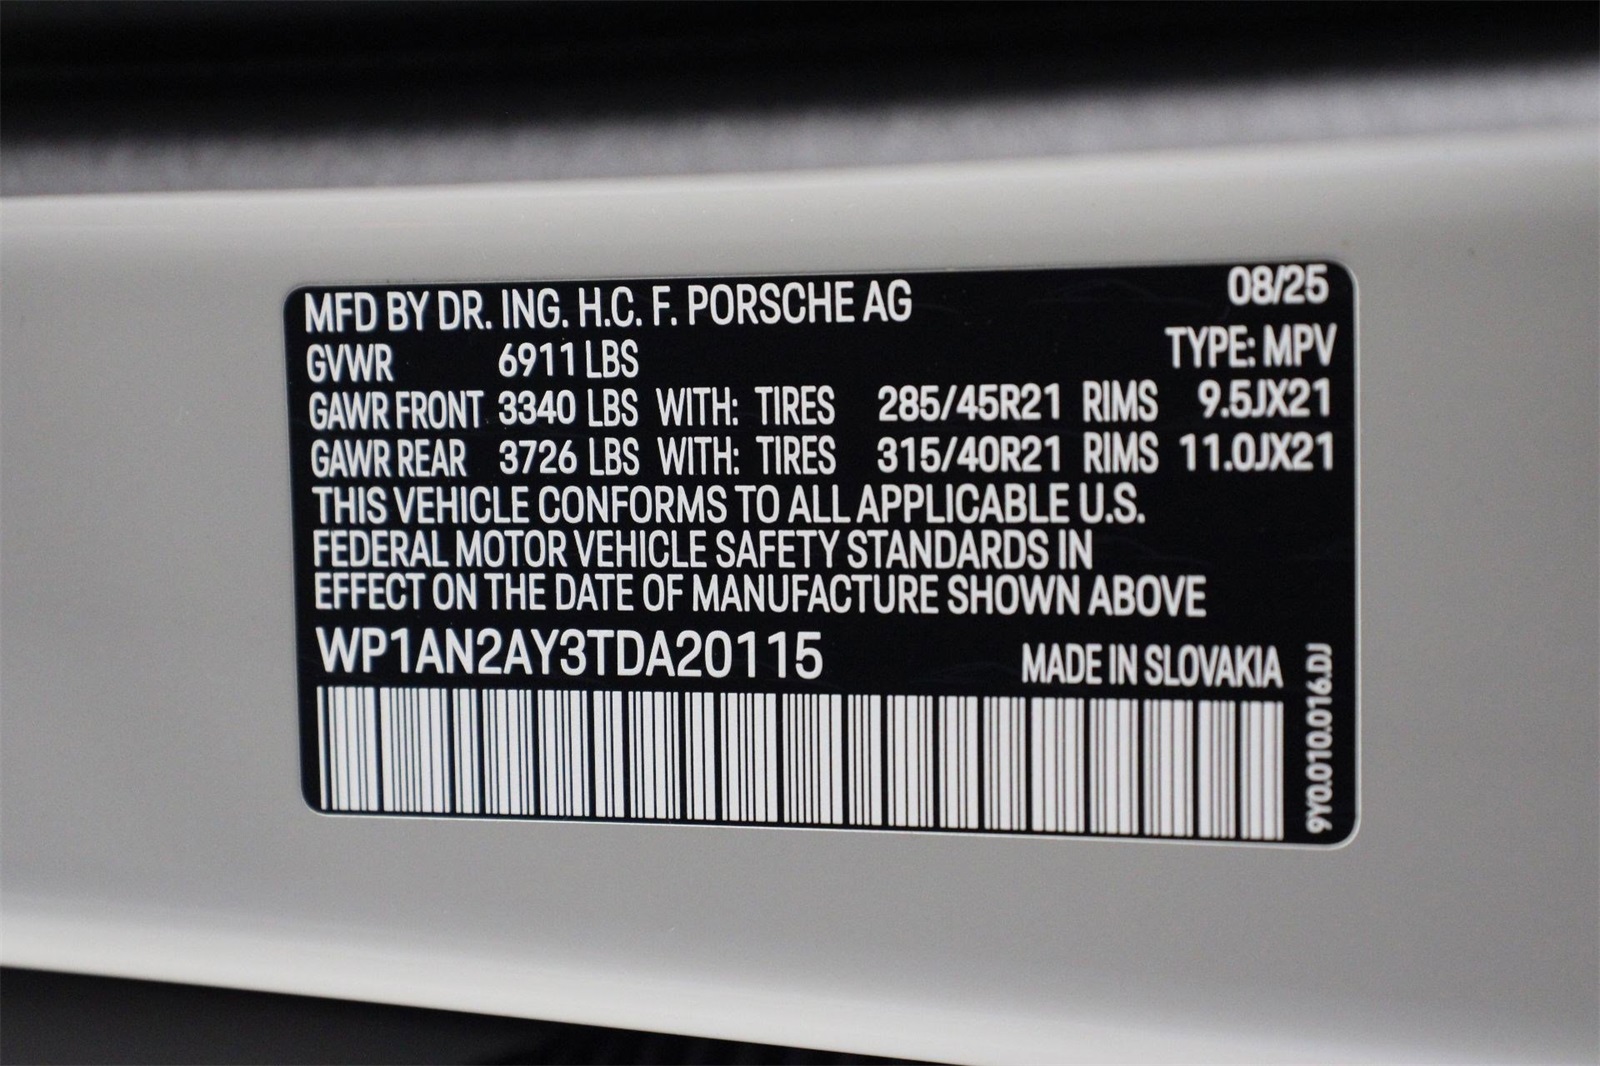 MFD BY DR. ING. H.C. F. PORSCHE AG 08/25
GVWR 6911 LBS TYPE: MPV
GAWR FRONT 3340 LBS WITH: TIRES 285/45R21 RIMS 9.5JX21
GAWR REAR 3726 LBS WITH: TIRES 315/40R21 RIMS 11.0JX21
THIS VEHICLE CONFORMS TO ALL APPLICABLE U.S.
FEDERAL MOTOR VEHICLE SAFETY STANDARDS IN
EFFECT ON THE DATE OF MANUFACTURE SHOWN ABOVE
WP1AN2AY3TDA20115 MADE IN SLOVAKIA
9Y0.010.016.DJ